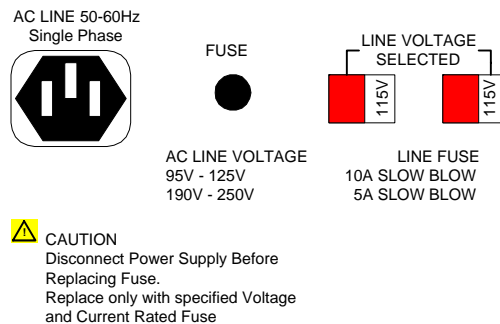 AC LINE 50-60Hz
Single Phase
FUSE
LINE VOLTAGE
SELECTED
115V
115V
AC LINE VOLTAGE
95V - 125V
190V - 250V
LINE FUSE
10A SLOW BLOW
5A SLOW BLOW
CAUTION
Disconnect Power Supply Before
Replacing Fuse.
Replace only with specified Voltage
and Current Rated Fuse